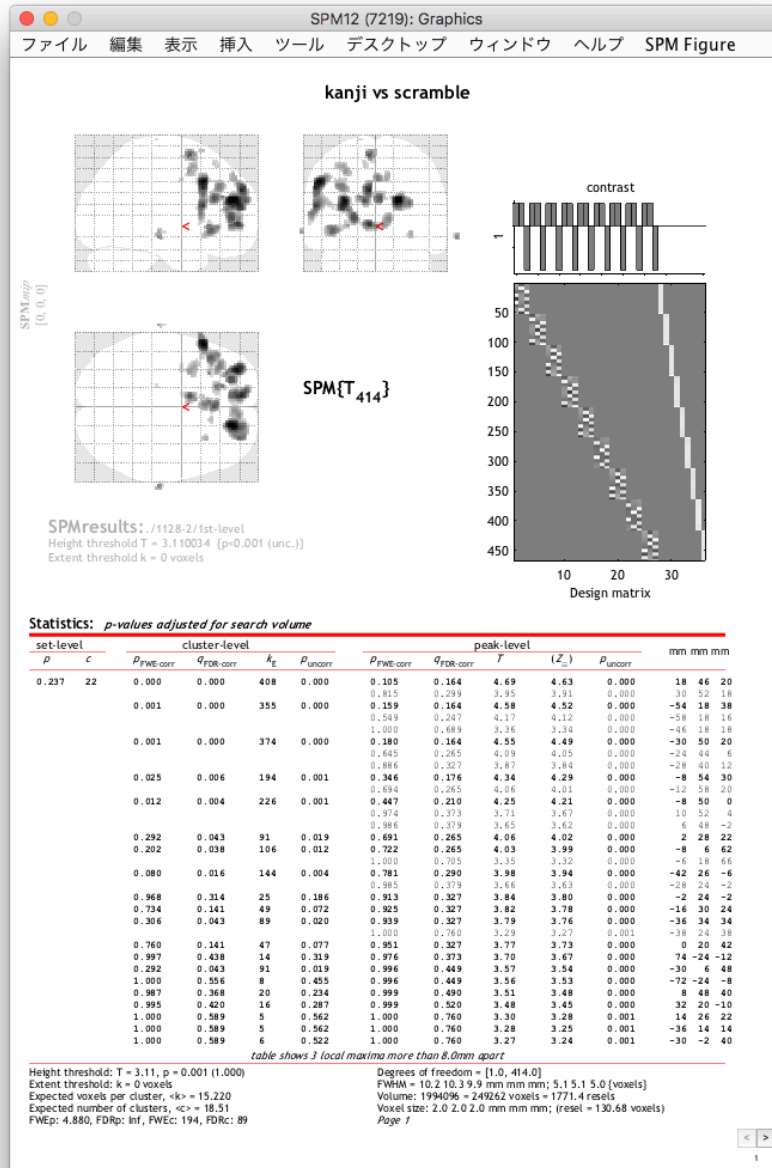 SPM12 (7219): Graphics
ファイル 編集 表示 挿入 ツール デスクトップ ウィンドウ ヘルプ SPM Figure
kanji vs scramble
contrast
1
SPMmip
[0, 0, 0]
<
<
<
SPM{T414}
50
100
150
200
250
300
350
400
450
10 20 30
Design matrix
SPMresults: ./1128-2/1st-level
Height threshold T = 3.110034 {p<0.001 (unc.)}
Extent threshold k = 0 voxels
Statistics: p-values adjusted for search volume
set-level cluster-level peak-level mm mm mm
p c pFWE-corr qFDR-corr kE puncorr pFWE-corr qFDR-corr T (Z≡) puncorr
0.237 22 0.000 0.000 408 0.000 0.105 0.164 4.69 4.63 0.000 18 46 20
0.815 0.299 3.95 3.91 0.000 30 52 18
0.001 0.000 355 0.000 0.159 0.164 4.58 4.52 0.000 -54 18 38
0.549 0.247 4.17 4.12 0.000 -58 18 16
1.000 0.689 3.36 3.34 0.000 -46 18 18
0.001 0.000 374 0.000 0.180 0.164 4.55 4.49 0.000 -30 50 20
0.645 0.265 4.09 4.05 0.000 -24 44 6
0.886 0.327 3.87 3.84 0.000 -28 40 12
0.025 0.006 194 0.001 0.346 0.176 4.34 4.29 0.000 -8 54 30
0.694 0.265 4.06 4.01 0.000 -12 58 20
0.012 0.004 226 0.001 0.447 0.210 4.25 4.21 0.000 -8 50 0
0.974 0.373 3.71 3.67 0.000 10 52 4
0.986 0.379 3.65 3.62 0.000 6 48 -2
0.292 0.043 91 0.019 0.691 0.265 4.06 4.02 0.000 2 28 22
0.202 0.038 106 0.012 0.722 0.265 4.03 3.99 0.000 -8 6 62
1.000 0.705 3.35 3.32 0.000 -6 18 66
0.080 0.016 144 0.004 0.781 0.290 3.98 3.94 0.000 -42 26 -6
0.985 0.379 3.66 3.63 0.000 -28 24 -2
0.968 0.314 25 0.186 0.913 0.327 3.84 3.80 0.000 -2 24 -2
0.734 0.141 49 0.072 0.925 0.327 3.82 3.78 0.000 -16 30 24
0.306 0.043 89 0.020 0.939 0.327 3.79 3.76 0.000 -36 34 34
1.000 0.760 3.29 3.27 0.001 -38 24 38
0.760 0.141 47 0.077 0.951 0.327 3.77 3.73 0.000 0 20 42
0.997 0.438 14 0.319 0.976 0.373 3.70 3.67 0.000 74 -24 -12
0.292 0.043 91 0.019 0.996 0.449 3.57 3.54 0.000 -30 6 48
1.000 0.556 8 0.455 0.996 0.449 3.56 3.53 0.000 -72 -24 -8
0.987 0.368 20 0.234 0.999 0.490 3.51 3.48 0.000 8 48 40
0.995 0.420 16 0.287 0.999 0.520 3.48 3.45 0.000 32 20 -10
1.000 0.589 5 0.562 1.000 0.760 3.30 3.28 0.001 14 26 22
1.000 0.589 5 0.562 1.000 0.760 3.28 3.25 0.001 -36 14 14
1.000 0.589 6 0.522 1.000 0.760 3.27 3.24 0.001 -30 -2 40
table shows 3 local maxima more than 8.0mm apart
Height threshold: T = 3.11, p = 0.001 (1.000)
Extent threshold: k = 0 voxels
Expected voxels per cluster, <k> = 15.220
Expected number of clusters, <c> = 18.51
FWEp: 4.880, FDRp: Inf, FWEc: 194, FDRc: 89
Degrees of freedom = [1.0, 414.0]
FWHM = 10.2 10.3 9.9 mm mm mm; 5.1 5.1 5.0 {voxels}
Volume: 1994096 = 249262 voxels = 1771.4 resels
Voxel size: 2.0 2.0 2.0 mm mm mm; (resel = 130.68 voxels)
Page 1
< >
1